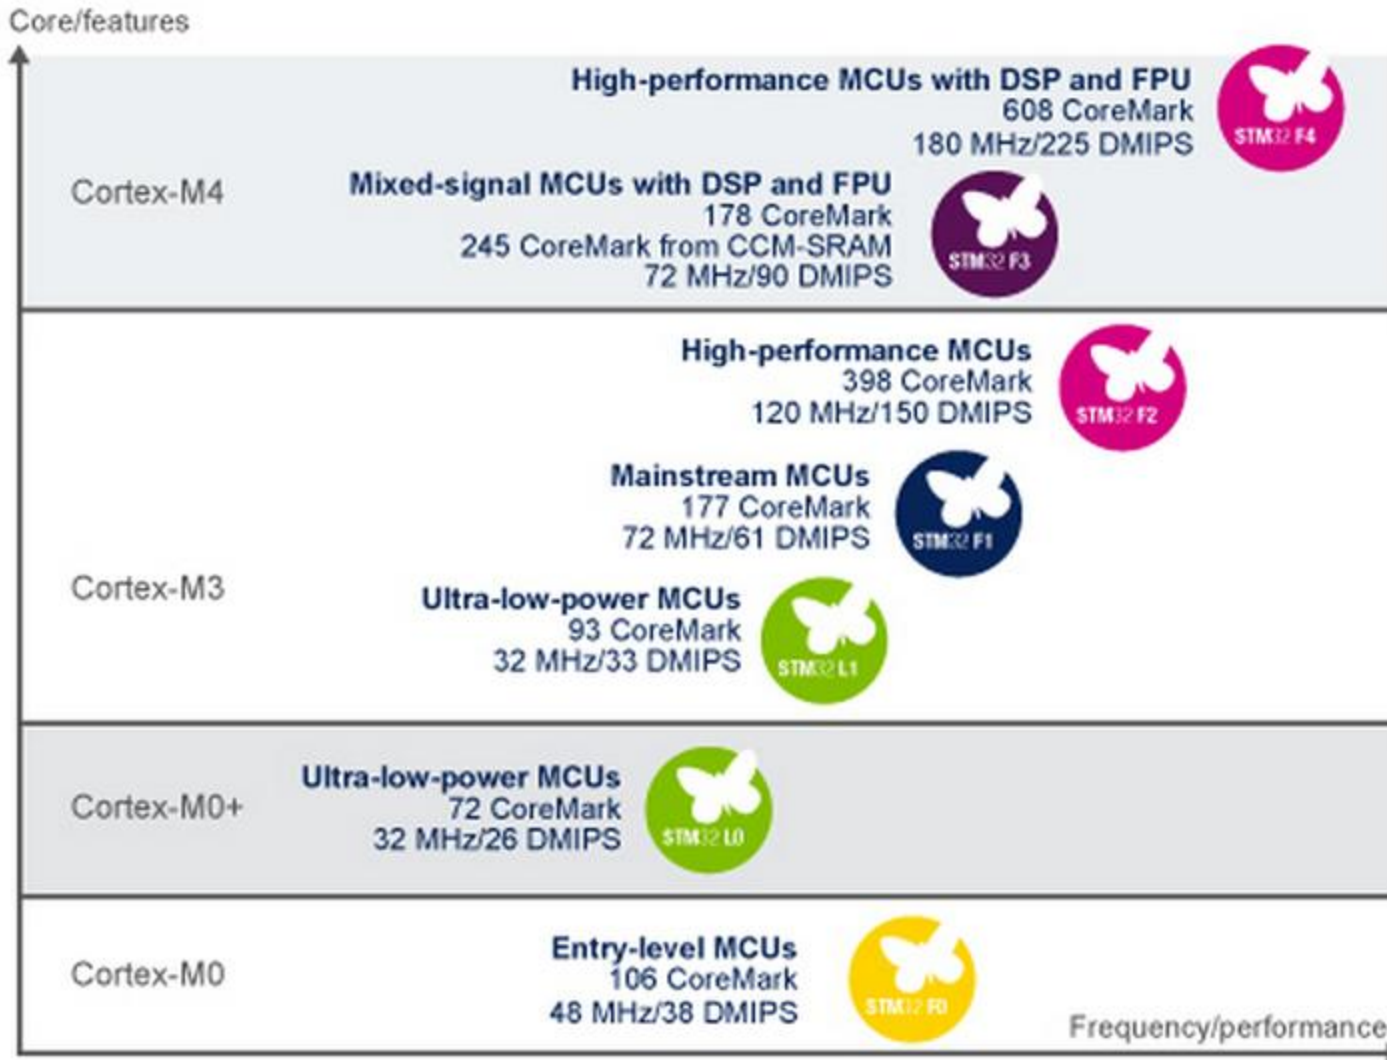 Core/features
High-performance MCUs with DSP and FPU
608 CoreMark
180 MHz/225 DMIPS
STM32 F4
Cortex-M4
Mixed-signal MCUs with DSP and FPU
178 CoreMark
245 CoreMark from CCM-SRAM
72 MHz/90 DMIPS
STM32 F3
High-performance MCUs
398 CoreMark
120 MHz/150 DMIPS
STM32 F2
Mainstream MCUs
177 CoreMark
72 MHz/61 DMIPS
STM32 F1
Cortex-M3
Ultra-low-power MCUs
93 CoreMark
32 MHz/33 DMIPS
STM32 L1
Cortex-M0+
Ultra-low-power MCUs
72 CoreMark
32 MHz/26 DMIPS
STM32 L0
Cortex-M0
Entry-level MCUs
106 CoreMark
48 MHz/38 DMIPS
STM32 F0
Frequency/performance